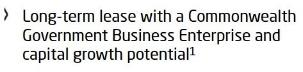 › Long-term lease with a Commonwealth
Government Business Enterprise and
capital growth potential¹